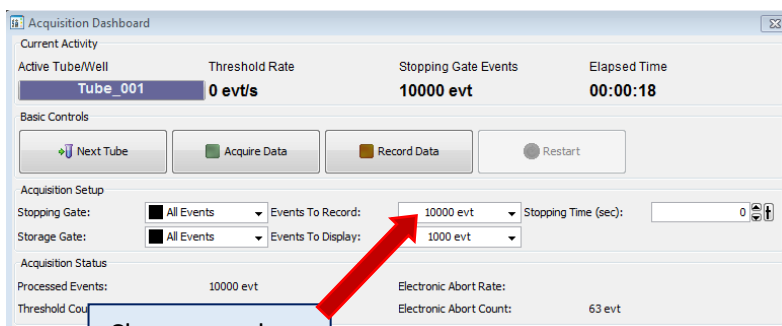 Acquisition Dashboard
Current Activity
Active Tube/Well Threshold Rate Stopping Gate Events Elapsed Time
Tube_001 0 evt/s 10000 evt 00:00:18
Basic Controls
Next Tube Acquire Data Record Data Restart
Acquisition Setup
Stopping Gate: All Events Events To Record: 10000 evt Stopping Time (sec): 0
Storage Gate: All Events Events To Display: 1000 evt
Acquisition Status
Processed Events: 10000 evt Electronic Abort Rate:
Threshold Cou Electronic Abort Count: 63 evt